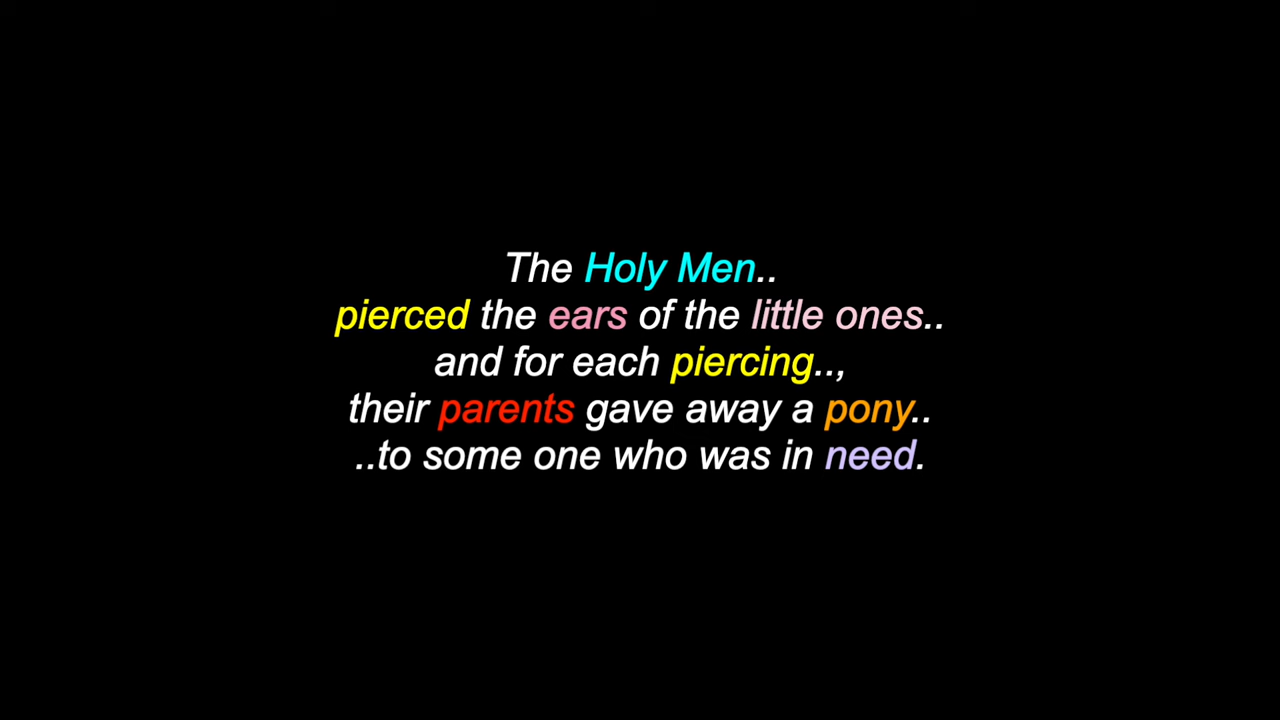 The Holy Men..
pierced the ears of the little ones..
and for each piercing..,
their parents gave away a pony..
..to some one who was in need.